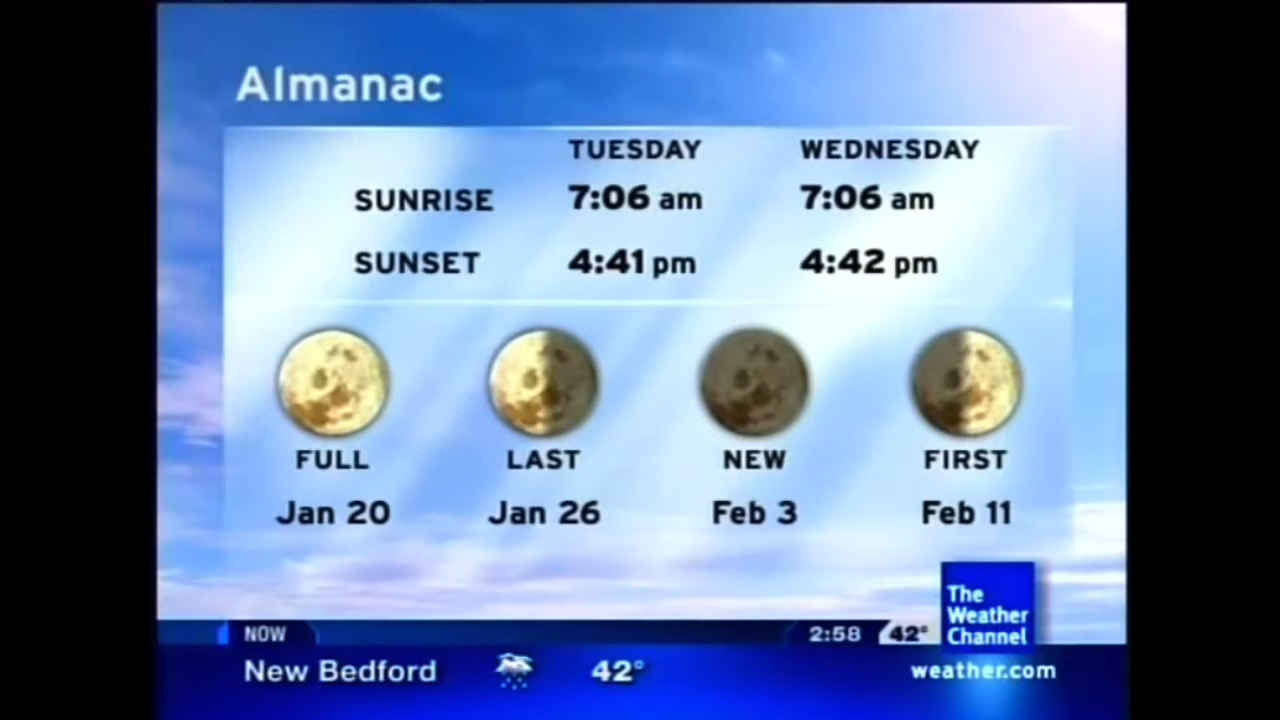 Almanac
TUESDAY WEDNESDAY
SUNRISE 7:06 am 7:06 am
SUNSET 4:41 pm 4:42 pm
FULL LAST NEW FIRST
Jan 20 Jan 26 Feb 3 Feb 11
The
Weather
Channel
NOW 2:58 42°
New Bedford 42° weather.com